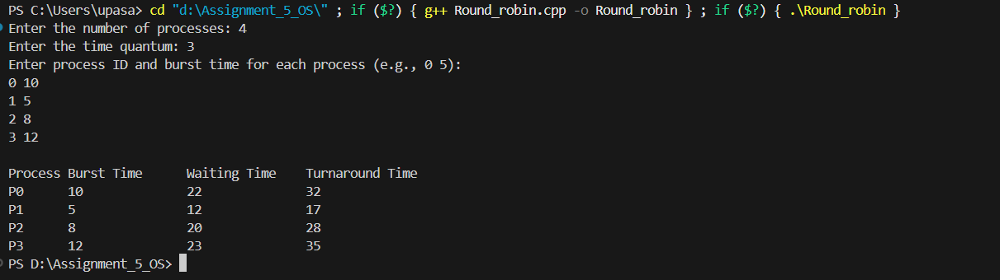 PS C:\Users\upasa> cd "d:\Assignment_5_OS\" ; if ($?) { g++ Round_robin.cpp -o Round_robin } ; if ($?) { .\Round_robin }
Enter the number of processes: 4
Enter the time quantum: 3
Enter process ID and burst time for each process (e.g., 0 5):
0 10
1 5
2 8
3 12
Process Burst Time      Waiting Time    Turnaround Time
P0      10              22              32
P1      5               12              17
P2      8               20              28
P3      12              23              35
PS D:\Assignment_5_OS>